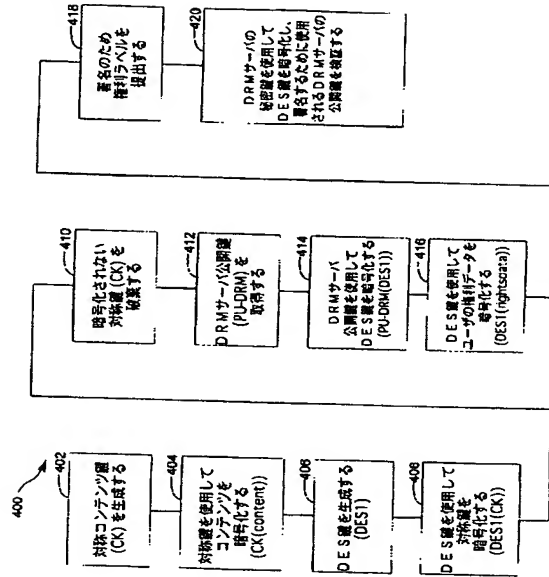 400
402
対称コンテンツ鍵
(CK)を生成する
404
対称鍵を使用して
コンテンツを
暗号化する
(CK(content))
406
DES鍵を生成する
(DES1)
408
DES鍵を使用して
対称鍵を
暗号化する
(DES1(CK))
410
暗号化されない
対称鍵(CK)を
破棄する
412
DRMサーバ公開鍵
(PU-DRM)を
取得する
414
DRMサーバ
公開鍵を使用して
DES鍵を暗号化する
(PU-DRM(DES1))
416
DES鍵を使用して
ユーザの権利データを
暗号化する
(DES1(rightsdata))
418
署名のため
権利ラベルを
提出する
420
DRMサーバの
秘密鍵を使用して
DES鍵を暗号化し、
署名するために使用
されるDRMサーバの
公開鍵を検証する